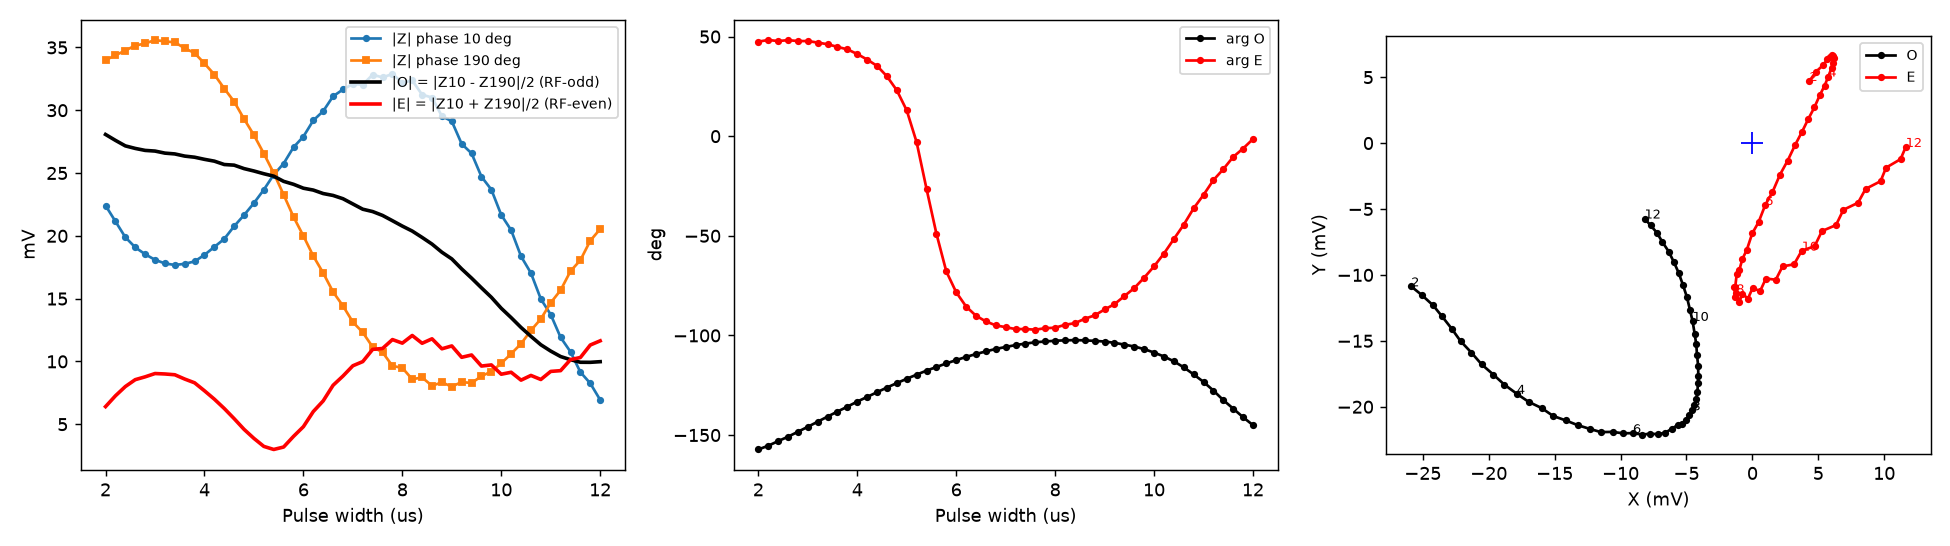 |Z| phase 10 deg
|Z| phase 190 deg
|O| = |Z10 - Z190|/2 (RF-odd)
|E| = |Z10 + Z190|/2 (RF-even)
35
30
25
20
15
10
5
mV
2 4 6 8 10 12
Pulse width (us)
arg O
arg E
50
0
−50
−100
−150
deg
2 4 6 8 10 12
Pulse width (us)
O
E
5
0
−5
−10
−15
−20
Y (mV)
−25 −20 −15 −10 −5 0 5 10
X (mV)
2
4
6
8
10
12
2
4
6
8
10
12